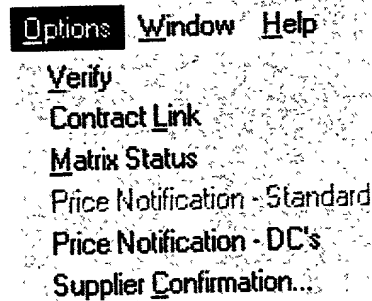 Options Window Help
Verify
Contract Link
Matrix Status
Price Notification - Standard
Price Notification - DC's
Supplier Confirmation...